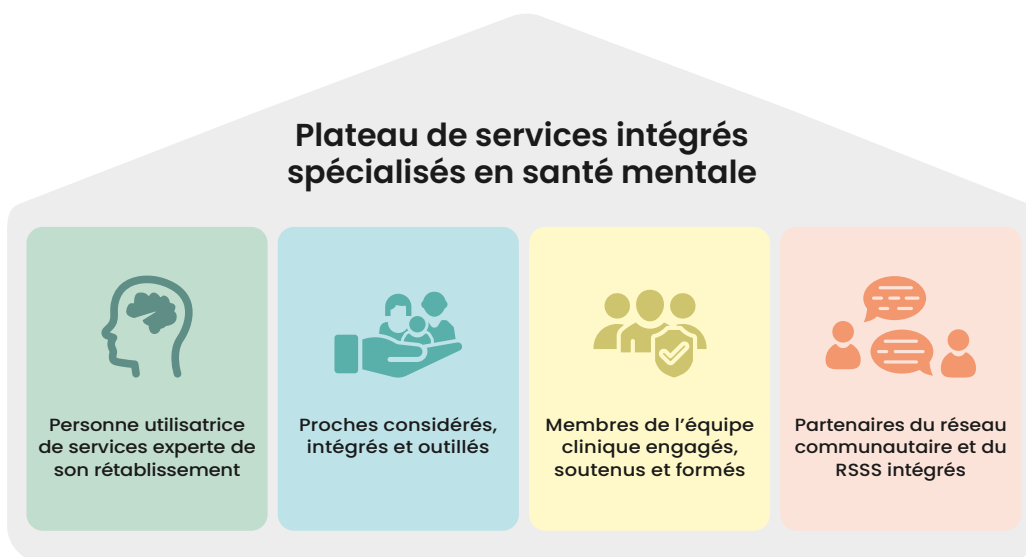 Plateau de services intégrés
spécialisés en santé mentale
Personne utilisatrice
de services experte de
son rétablissement
Proches considérés,
intégrés et outillés
Membres de l’équipe
clinique engagés,
soutenus et formés
Partenaires du réseau
communautaire et du
RSSS intégrés